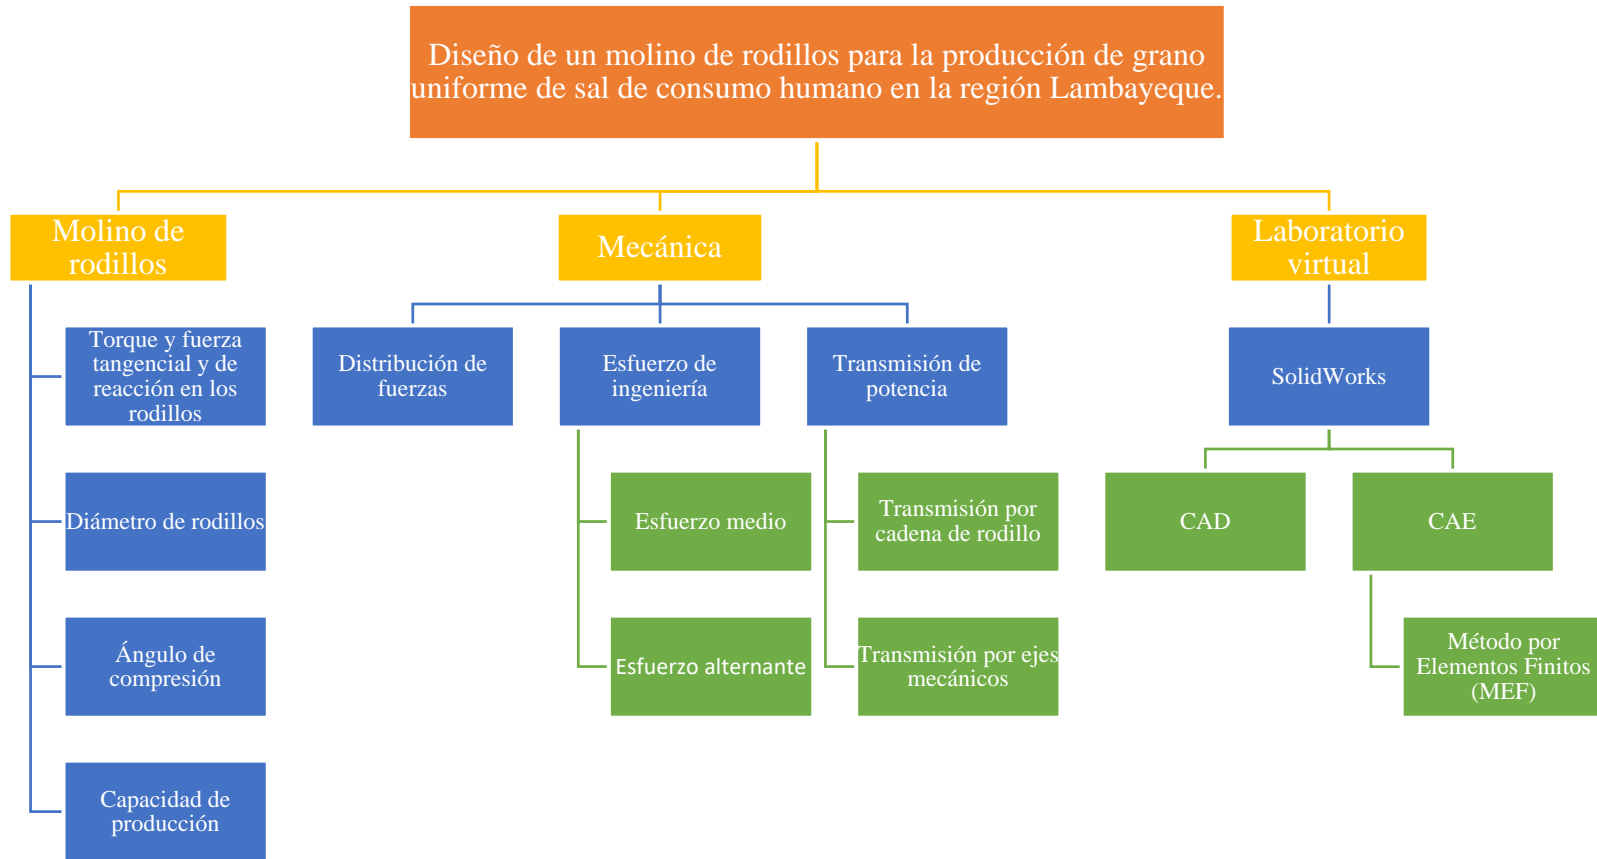 Diseño de un molino de rodillos para la producción de grano
uniforme de sal de consumo humano en la región Lambayeque.
Molino de
rodillos
Torque y fuerza
tangencial y de
reacción en los
rodillos
Diámetro de rodillos
Ángulo de
compresión
Capacidad de
producción
Mecánica
Distribución de
fuerzas
Esfuerzo de
ingeniería
Esfuerzo medio
Esfuerzo alternante
Transmisión de
potencia
Transmisión por
cadena de rodillo
Transmisión por ejes
mecánicos
Laboratorio
virtual
SolidWorks
CAD
CAE
Método por
Elementos Finitos
(MEF)